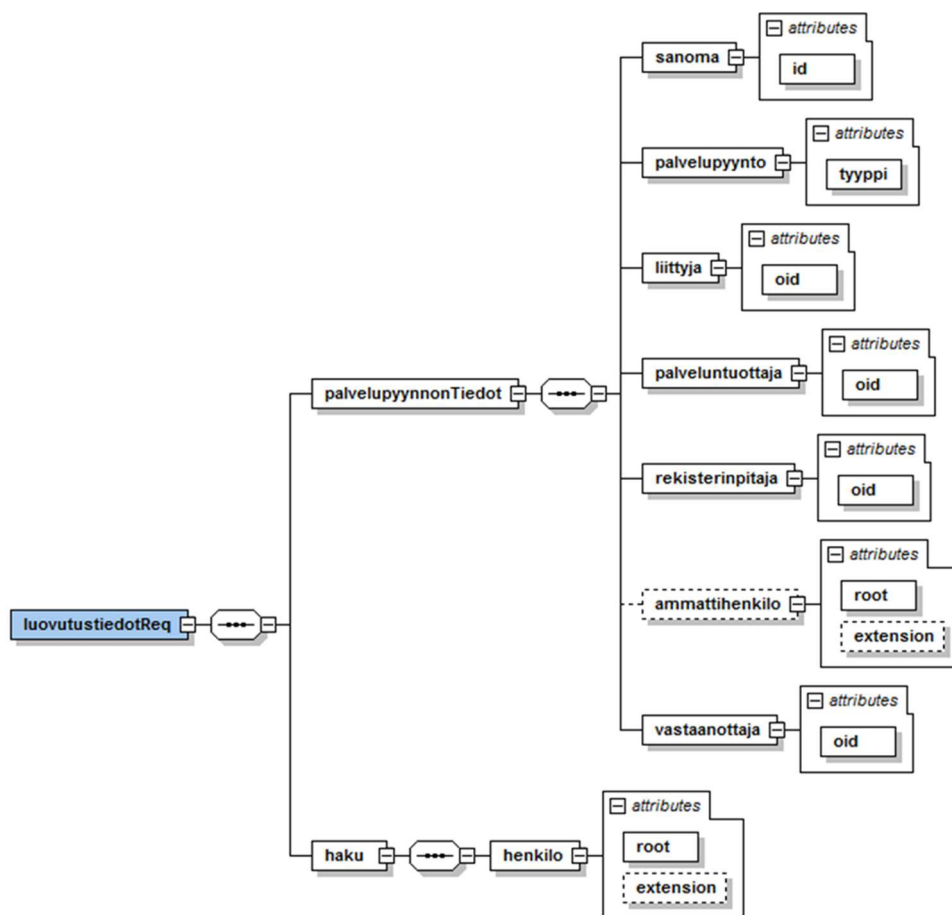 attributes
sanoma
id
attributes
palvelupyynto
tyyppi
attributes
liittyja
oid
attributes
palveluntuottaja
oid
palvelupyynnonTiedot
attributes
rekisterinpitaja
oid
attributes
ammattihenkilo
root
extension
luovutustiedotReq
attributes
vastaanottaja
oid
attributes
haku
henkilo
root
extension